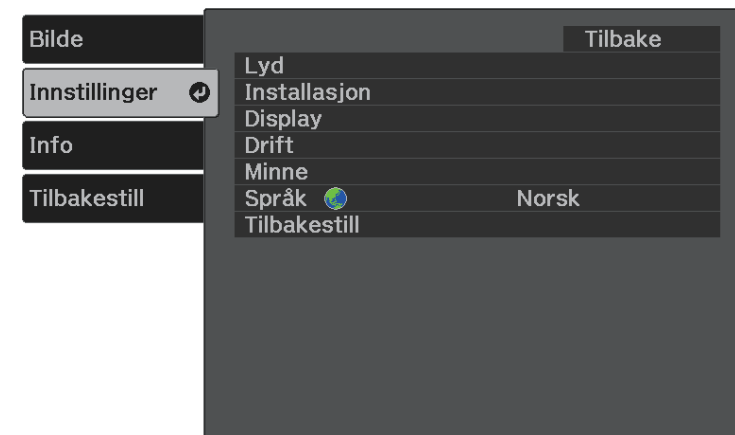 Bilde
Innstillinger
Info
Tilbakestill
Tilbake
Lyd
Installasjon
Display
Drift
Minne
Språk Norsk
Tilbakestill